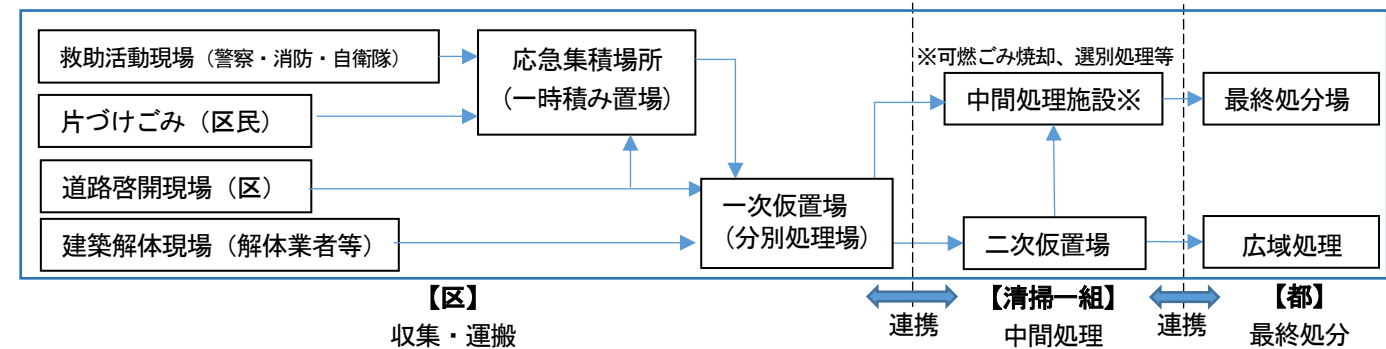 救助活動現場（警察・消防・自衛隊）
片づけごみ（区民）
道路啓開現場（区）
建築解体現場（解体業者等）
応急集積場所
（一時積み置場）
一次仮置場
（分別処理場）
※可燃ごみ焼却、選別処理等
中間処理施設※
二次仮置場
最終処分場
広域処理
【区】
収集・運搬
連携
【清掃一組】
中間処理
連携
【都】
最終処分